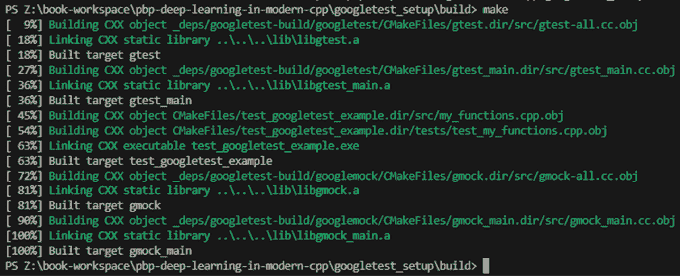 PS Z:\book-workspace\pbp-deep-learning-in-modern-cpp\googletest_setup\build> make
[  9%] Building CXX object _deps/googletest-build/googletest/CMakeFiles/gtest.dir/src/gtest-all.cc.obj
[ 18%] Linking CXX static library ..\..\..\lib\libgtest.a
[ 18%] Built target gtest
[ 27%] Building CXX object _deps/googletest-build/googletest/CMakeFiles/gtest_main.dir/src/gtest_main.cc.obj
[ 36%] Linking CXX static library ..\..\..\lib\libgtest_main.a
[ 36%] Built target gtest_main
[ 45%] Building CXX object CMakeFiles/test_googletest_example.dir/src/my_functions.cpp.obj
[ 54%] Building CXX object CMakeFiles/test_googletest_example.dir/tests/test_my_functions.cpp.obj
[ 63%] Linking CXX executable test_googletest_example.exe
[ 63%] Built target test_googletest_example
[ 72%] Building CXX object _deps/googletest-build/googlemock/CMakeFiles/gmock.dir/src/gmock-all.cc.obj
[ 81%] Linking CXX static library ..\..\..\lib\libgmock.a
[ 81%] Built target gmock
[ 90%] Building CXX object _deps/googletest-build/googlemock/CMakeFiles/gmock_main.dir/src/gmock_main.cc.obj
[100%] Linking CXX static library ..\..\..\lib\libgmock_main.a
[100%] Built target gmock_main
PS Z:\book-workspace\pbp-deep-learning-in-modern-cpp\googletest_setup\build>